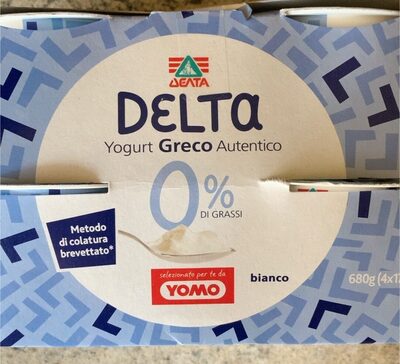 ΔΕΛΤΑ
DELTA
Yogurt Greco Autentico
0%
DI GRASSI
Metodo
di colatura
brevettato*
selezionato per te da
YOMO
bianco
680g (4x17